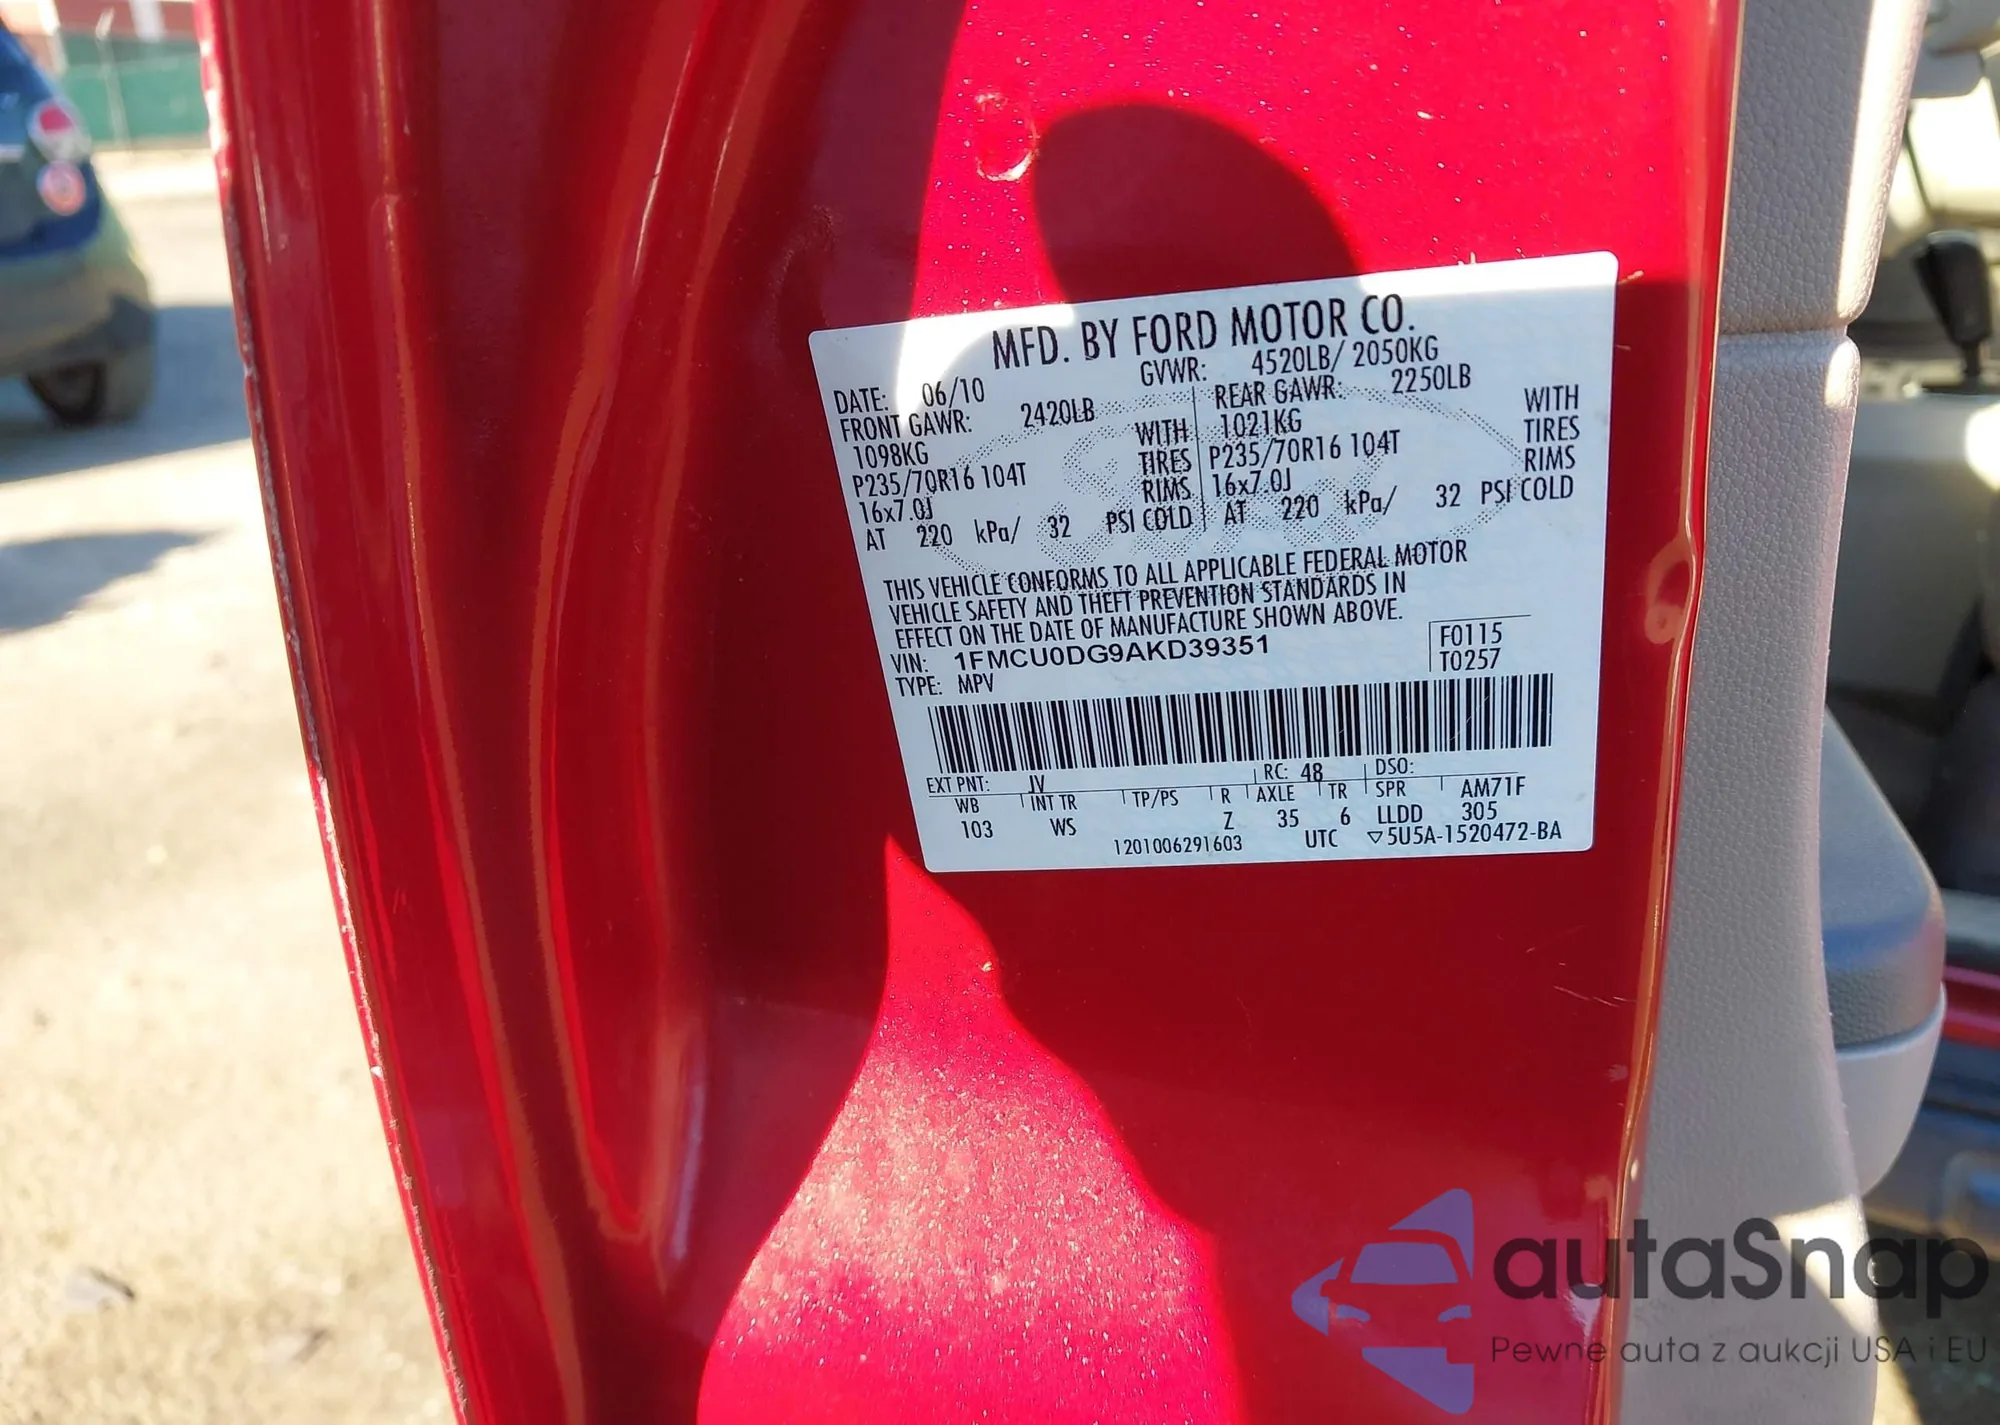 MFD. BY FORD MOTOR CO.
DATE: 06/10 GVWR: 4520LB/ 2050KG
FRONT GAWR: 2420LB REAR GAWR: 2250LB
1098KG WITH 1021KG WITH
P235/70R16 104T TIRES P235/70R16 104T TIRES
16x7.0J RIMS 16x7.0J RIMS
AT 220 kPa/ 32 PSI COLD AT 220 kPa/ 32 PSI COLD
THIS VEHICLE CONFORMS TO ALL APPLICABLE FEDERAL MOTOR
VEHICLE SAFETY AND THEFT PREVENTION STANDARDS IN
EFFECT ON THE DATE OF MANUFACTURE SHOWN ABOVE.
VIN: 1FMCU0DG9AKD39351 F0115
TYPE: MPV T0257
EXT PNT: JV RC: 48 DSO:
WB INT TR TP/PS R AXLE TR SPR AM71F
103 WS Z 35 6 LLDD 305
1201006291603 UTC ▽5U5A-1520472-BA
autaSnap
Pewne auta z aukcji USA i EU